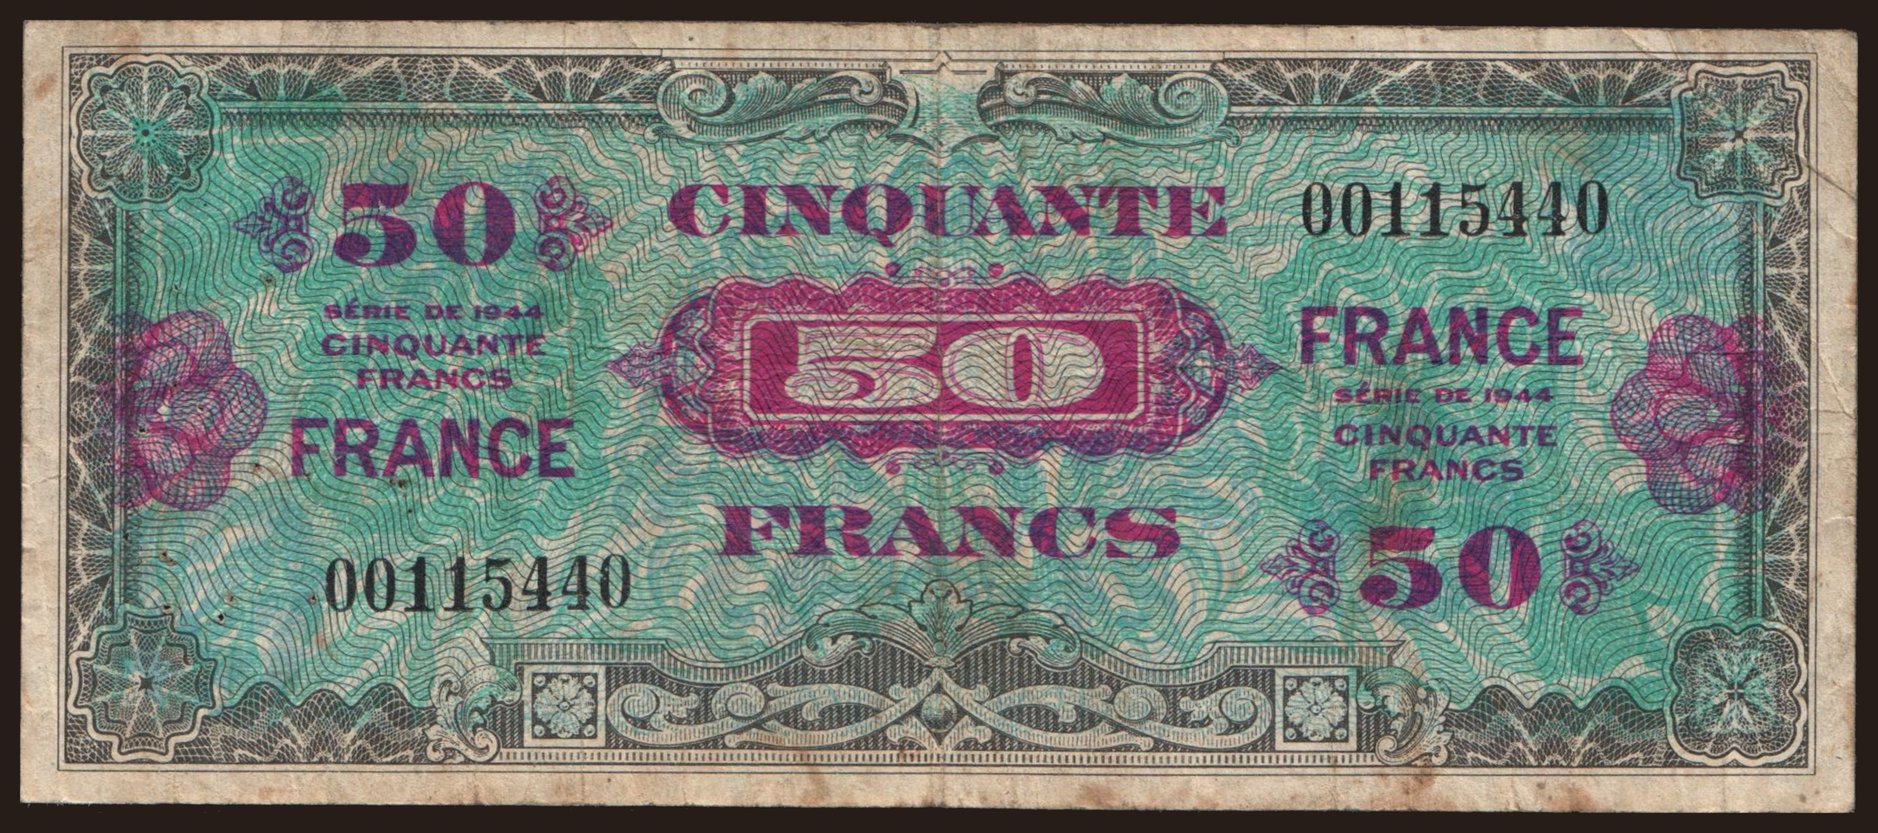 50
CINQUANTE
00115440
SÉRIE DE 1944
CINQUANTE
FRANCS
FRANCE
50
FRANCE
SÉRIE DE 1944
CINQUANTE
FRANCS
FRANCS
00115440
50